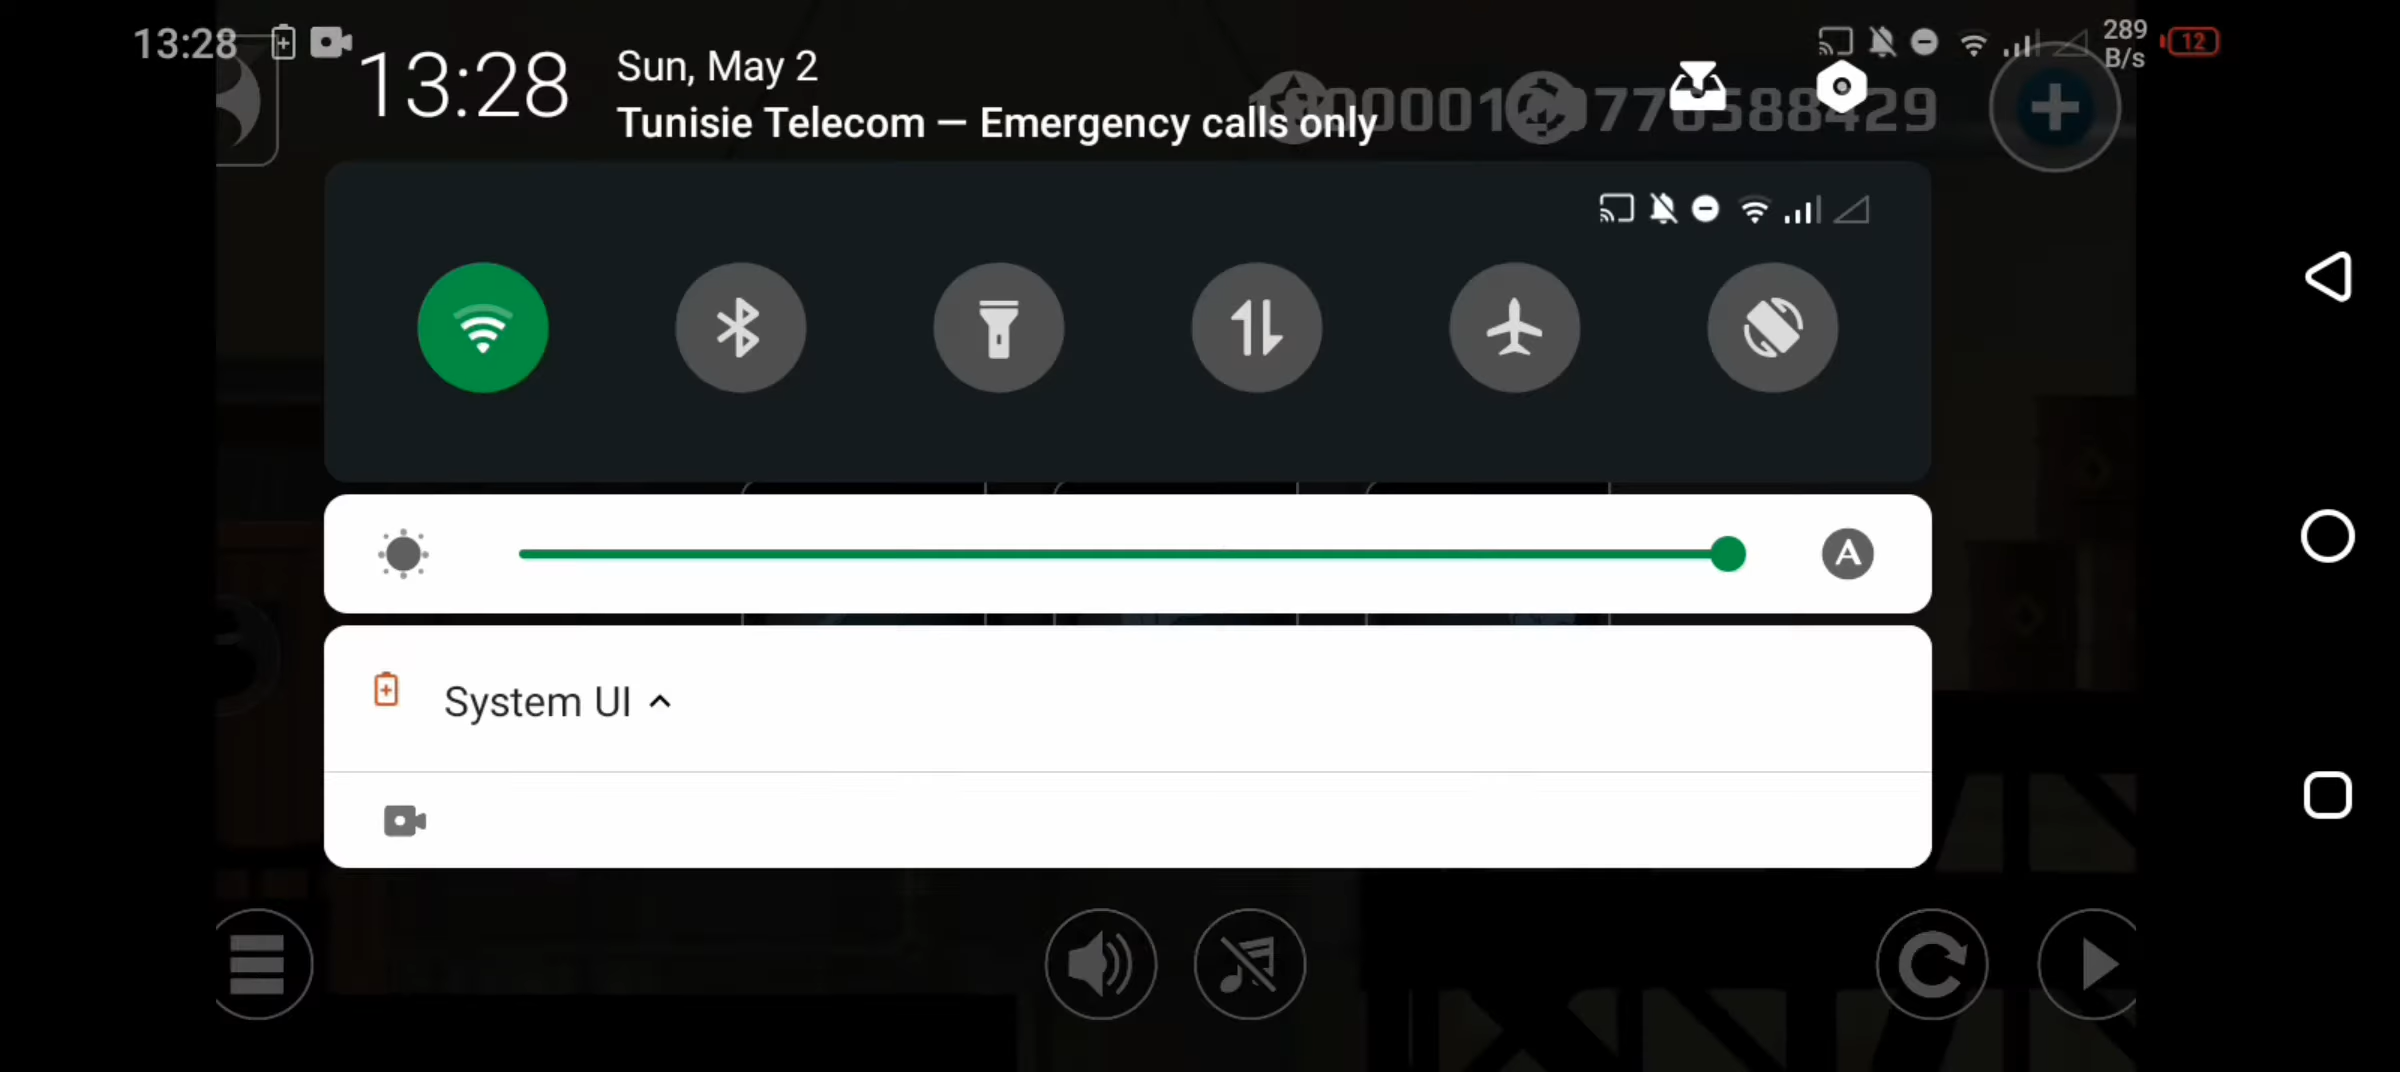 13:28
289
B/s
12
13:28
Sun, May 2
Tunisie Telecom — Emergency calls only
A
System UI